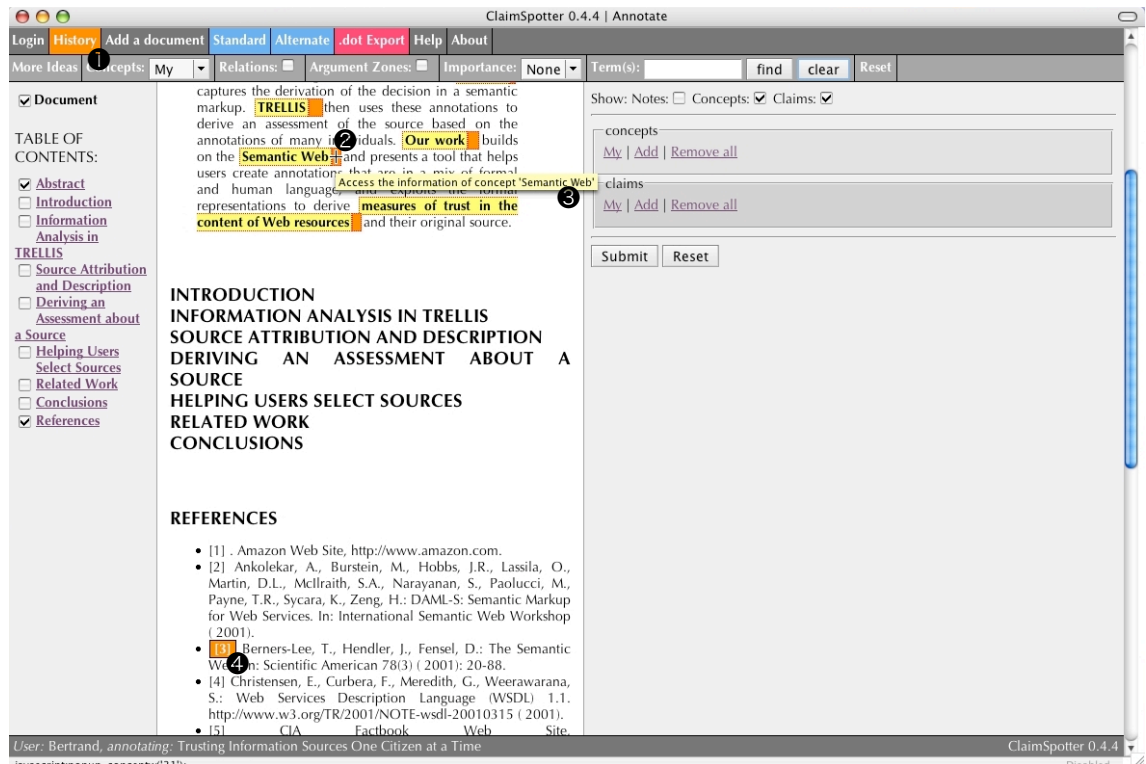 ClaimSpotter 0.4.4 | Annotate
Login History Add a document Standard Alternate .dot Export Help About
More Ideas Concepts: My Relations: Argument Zones: Importance: None Term(s): find clear Reset
1
Document
TABLE OF
CONTENTS:
Abstract
Introduction
Information
Analysis in
TRELLIS
Source Attribution
and Description
Deriving an
Assessment about
a Source
Helping Users
Select Sources
Related Work
Conclusions
References
captures the derivation of the decision in a semantic
markup. TRELLIS then uses these annotations to
derive an assessment of the source based on the
annotations of many individuals. Our work builds
2
on the Semantic Web and presents a tool that helps
users create annotations that are in a mix of formal
Access the information of concept 'Semantic Web'
and human language, and exploits the formal
3
representations to derive measures of trust in the
content of Web resources and their original source.
INTRODUCTION
INFORMATION ANALYSIS IN TRELLIS
SOURCE ATTRIBUTION AND DESCRIPTION
DERIVING AN ASSESSMENT ABOUT A
SOURCE
HELPING USERS SELECT SOURCES
RELATED WORK
CONCLUSIONS
REFERENCES
• [1] . Amazon Web Site, http://www.amazon.com.
• [2] Ankolekar, A., Burstein, M., Hobbs, J.R., Lassila, O.,
Martin, D.L., McIlraith, S.A., Narayanan, S., Paolucci, M.,
Payne, T.R., Sycara, K., Zeng, H.: DAML-S: Semantic Markup
for Web Services. In: International Semantic Web Workshop
( 2001).
• [3] Berners-Lee, T., Hendler, J., Fensel, D.: The Semantic
Web. In: Scientific American 78(3) ( 2001): 20-88.
4
• [4] Christensen, E., Curbera, F., Meredith, G., Weerawarana,
S.: Web Services Description Language (WSDL) 1.1.
http://www.w3.org/TR/2001/NOTE-wsdl-20010315 ( 2001).
• [5] CIA Factbook Web Site.
Show: Notes: Concepts: Claims:
concepts
My | Add | Remove all
claims
My | Add | Remove all
Submit Reset
User: Bertrand, annotating: Trusting Information Sources One Citizen at a Time
ClaimSpotter 0.4.4
Disabled